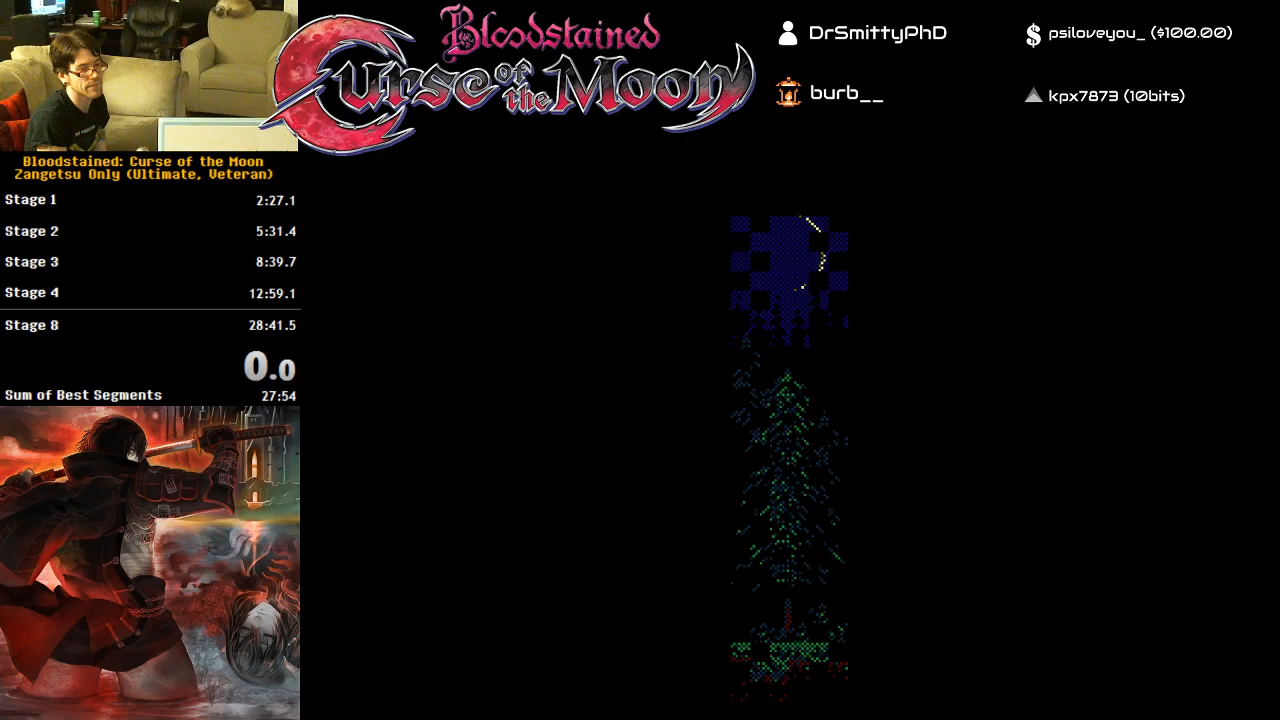 Bloodstained
Curse of the Moon
DrSmittyPhD
psiloveyou_ ($100.00)
burb__
kpx7873 (10bits)
Bloodstained: Curse of the Moon
Zangetsu Only (Ultimate, Veteran)
Stage 1 2:27.1
Stage 2 5:31.4
Stage 3 8:39.7
Stage 4 12:59.1
Stage 8 28:41.5
0.0
Sum of Best Segments 27:54